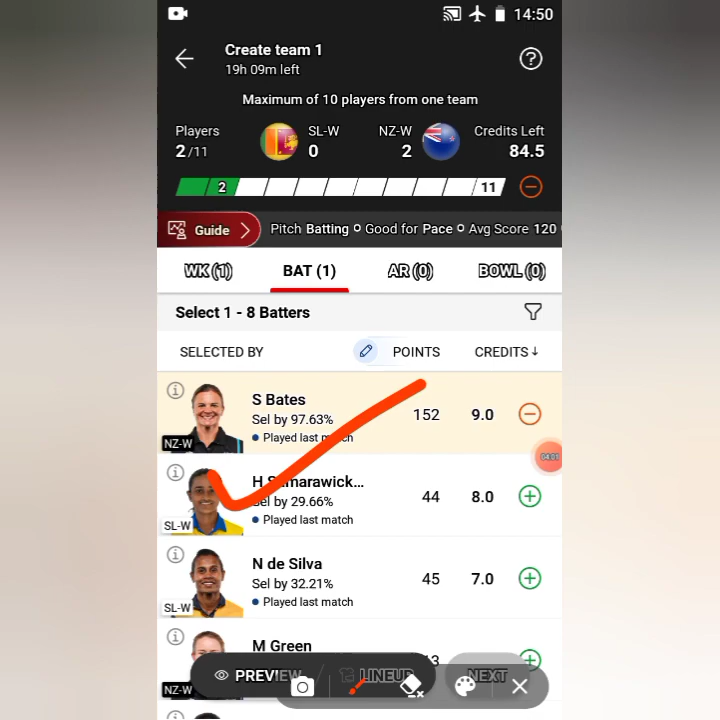 14:50
Create team 1
19h 09m left
Maximum of 10 players from one team
Players SL-W NZ-W Credits Left
2/11 0 2 84.5
2 11
Guide Pitch Batting Good for Pace Avg Score 120
WK (1) BAT (1) AR (0) BOWL (0)
Select 1 - 8 Batters
SELECTED BY POINTS CREDITS↓
S Bates
Sel by 97.63% 152 9.0
Played last match
NZ-W
04:01
H Samarawick...
Sel by 29.66% 44 8.0
Played last match
SL-W
N de Silva
Sel by 32.21% 45 7.0
Played last match
SL-W
M Green
PREVIEW LINEUP NEXT
NZ-W